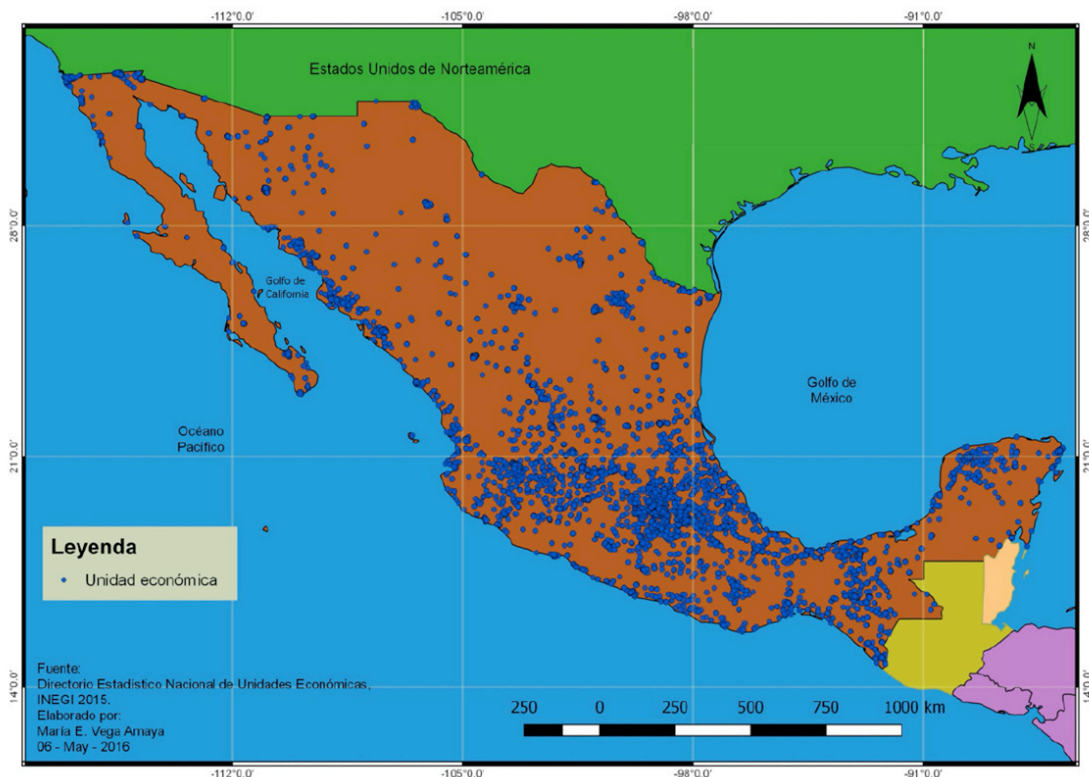 -112°0.0'
-105°0.0'
-98°0.0'
-91°0.0'
Estados Unidos de Norteamérica
N
S
28°0.0'
28°0.0'
Golfo de
California
Golfo de
México
Océano
Pacífico
21°0.0'
21°0.0'
Leyenda
Unidad económica
Fuente:
Directorio Estadístico Nacional de Unidades Económicas,
INEGI 2015.
Elaborado por:
María E. Vega Amaya
06 - May - 2016
14°0.0'
14°0.0'
250 0 250 500 750 1000 km
-112°0.0'
-105°0.0'
-98°0.0'
-91°0.0'